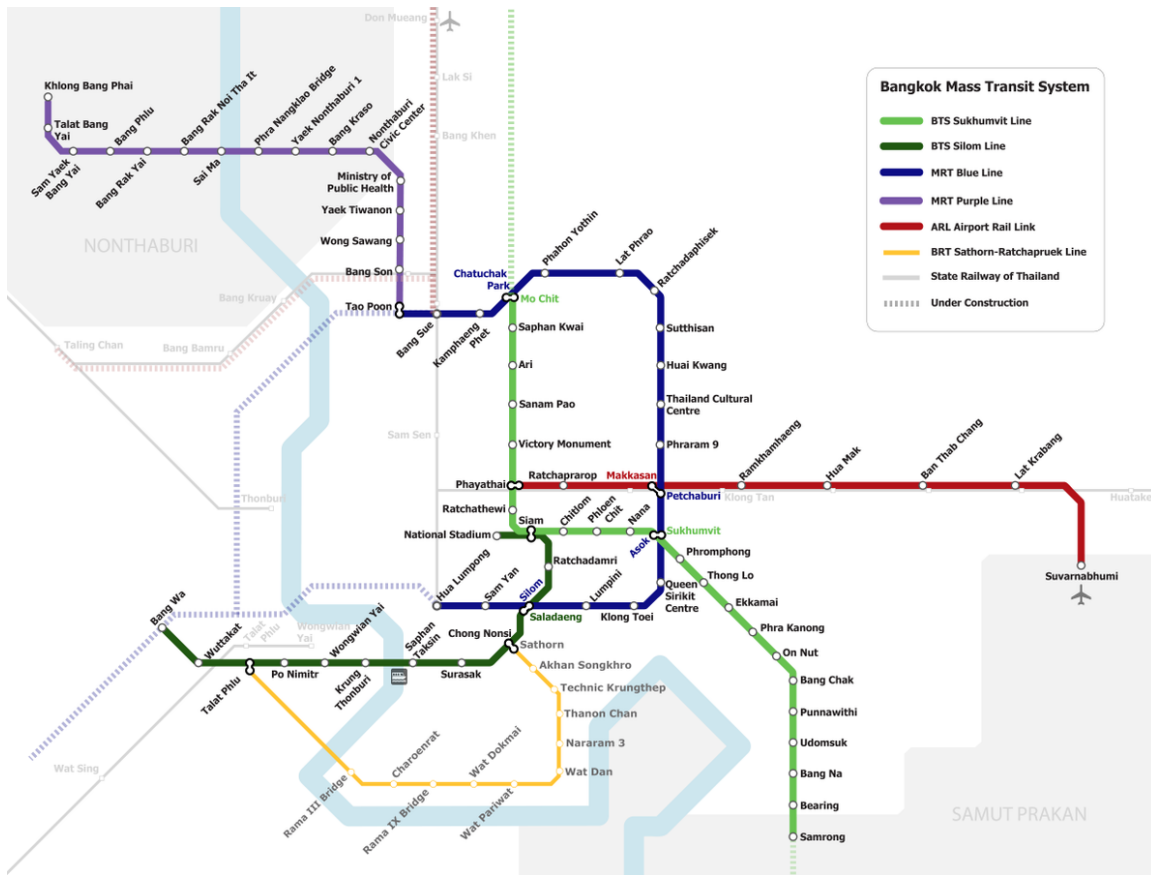 Don Mueang
Lak Si
Bang Khen
Khlong Bang Phai
Talat Bang
Yai
Sam Yaek
Bang Yai
Bang Phlu
Bang Rak Yai
Bang Rak Noi Tha It
Sai Ma
Phra Nangklao Bridge
Yaek Nonthaburi 1
Bang Kraso
Nonthaburi
Civic Center
Ministry of
Public Health
Yaek Tiwanon
Wong Sawang
Bang Son
Tao Poon
NONTHABURI
Bang Kruay
Taling Chan
Bang Bamru
Bang Sue
Kamphaeng
Phet
Chatuchak
Park
Mo Chit
Phahon Yothin
Lat Phrao
Ratchadaphisek
Saphan Kwai
Ari
Sanam Pao
Victory Monument
Sutthisan
Huai Kwang
Thailand Cultural
Centre
Phraram 9
Sam Sen
Thonburi
Phayathai
Ratchaprarop
Makkasan
Petchaburi
Ramkhamhaeng
Klong Tan
Hua Mak
Ban Thab Chang
Lat Krabang
Huatake
Suvarnabhumi
Ratchathewi
Siam
National Stadium
Chitlom
Phloen
Chit
Nana
Sukhumvit
Asok
Ratchadamri
Hua Lumpong
Sam Yan
Silom
Saladaeng
Lumpini
Klong Toei
Queen
Sirikit
Centre
Phromphong
Thong Lo
Ekkamai
Phra Kanong
On Nut
Bang Chak
Punnawithi
Udomsuk
Bang Na
Bearing
Samrong
SAMUT PRAKAN
Bang Wa
Wuttakat
Talat
Phlu
Wongwian
Yai
Talat Phlu
Po Nimitr
Wongwian Yai
Krung
Thonburi
Saphan
Taksin
Surasak
Chong Nonsi
Sathorn
Akhan Songkhro
Technic Krungthep
Thanon Chan
Nararam 3
Wat Dan
Wat Pariwat
Wat Dokmai
Rama IX Bridge
Charoenrat
Rama III Bridge
Wat Sing
Bangkok Mass Transit System
BTS Sukhumvit Line
BTS Silom Line
MRT Blue Line
MRT Purple Line
ARL Airport Rail Link
BRT Sathorn-Ratchapruek Line
State Railway of Thailand
Under Construction